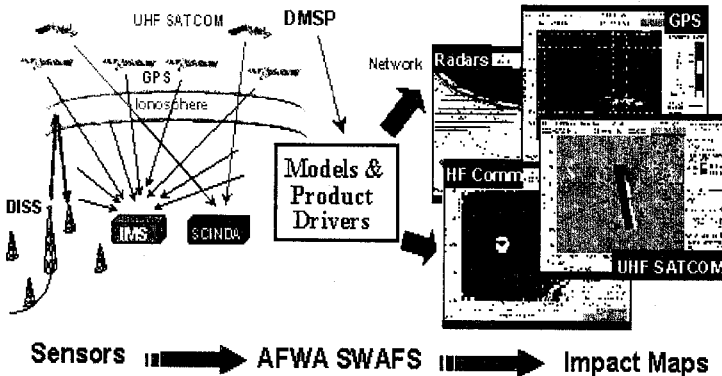 UHF SATCOM
DMSP
GPS
Ionosphere
DISS
IMS
SCINDA
Models &
Product
Drivers
Network
Radars
GPS
HF Comm
UHF SATCOM
Sensors
AFWA SWAFS
Impact Maps